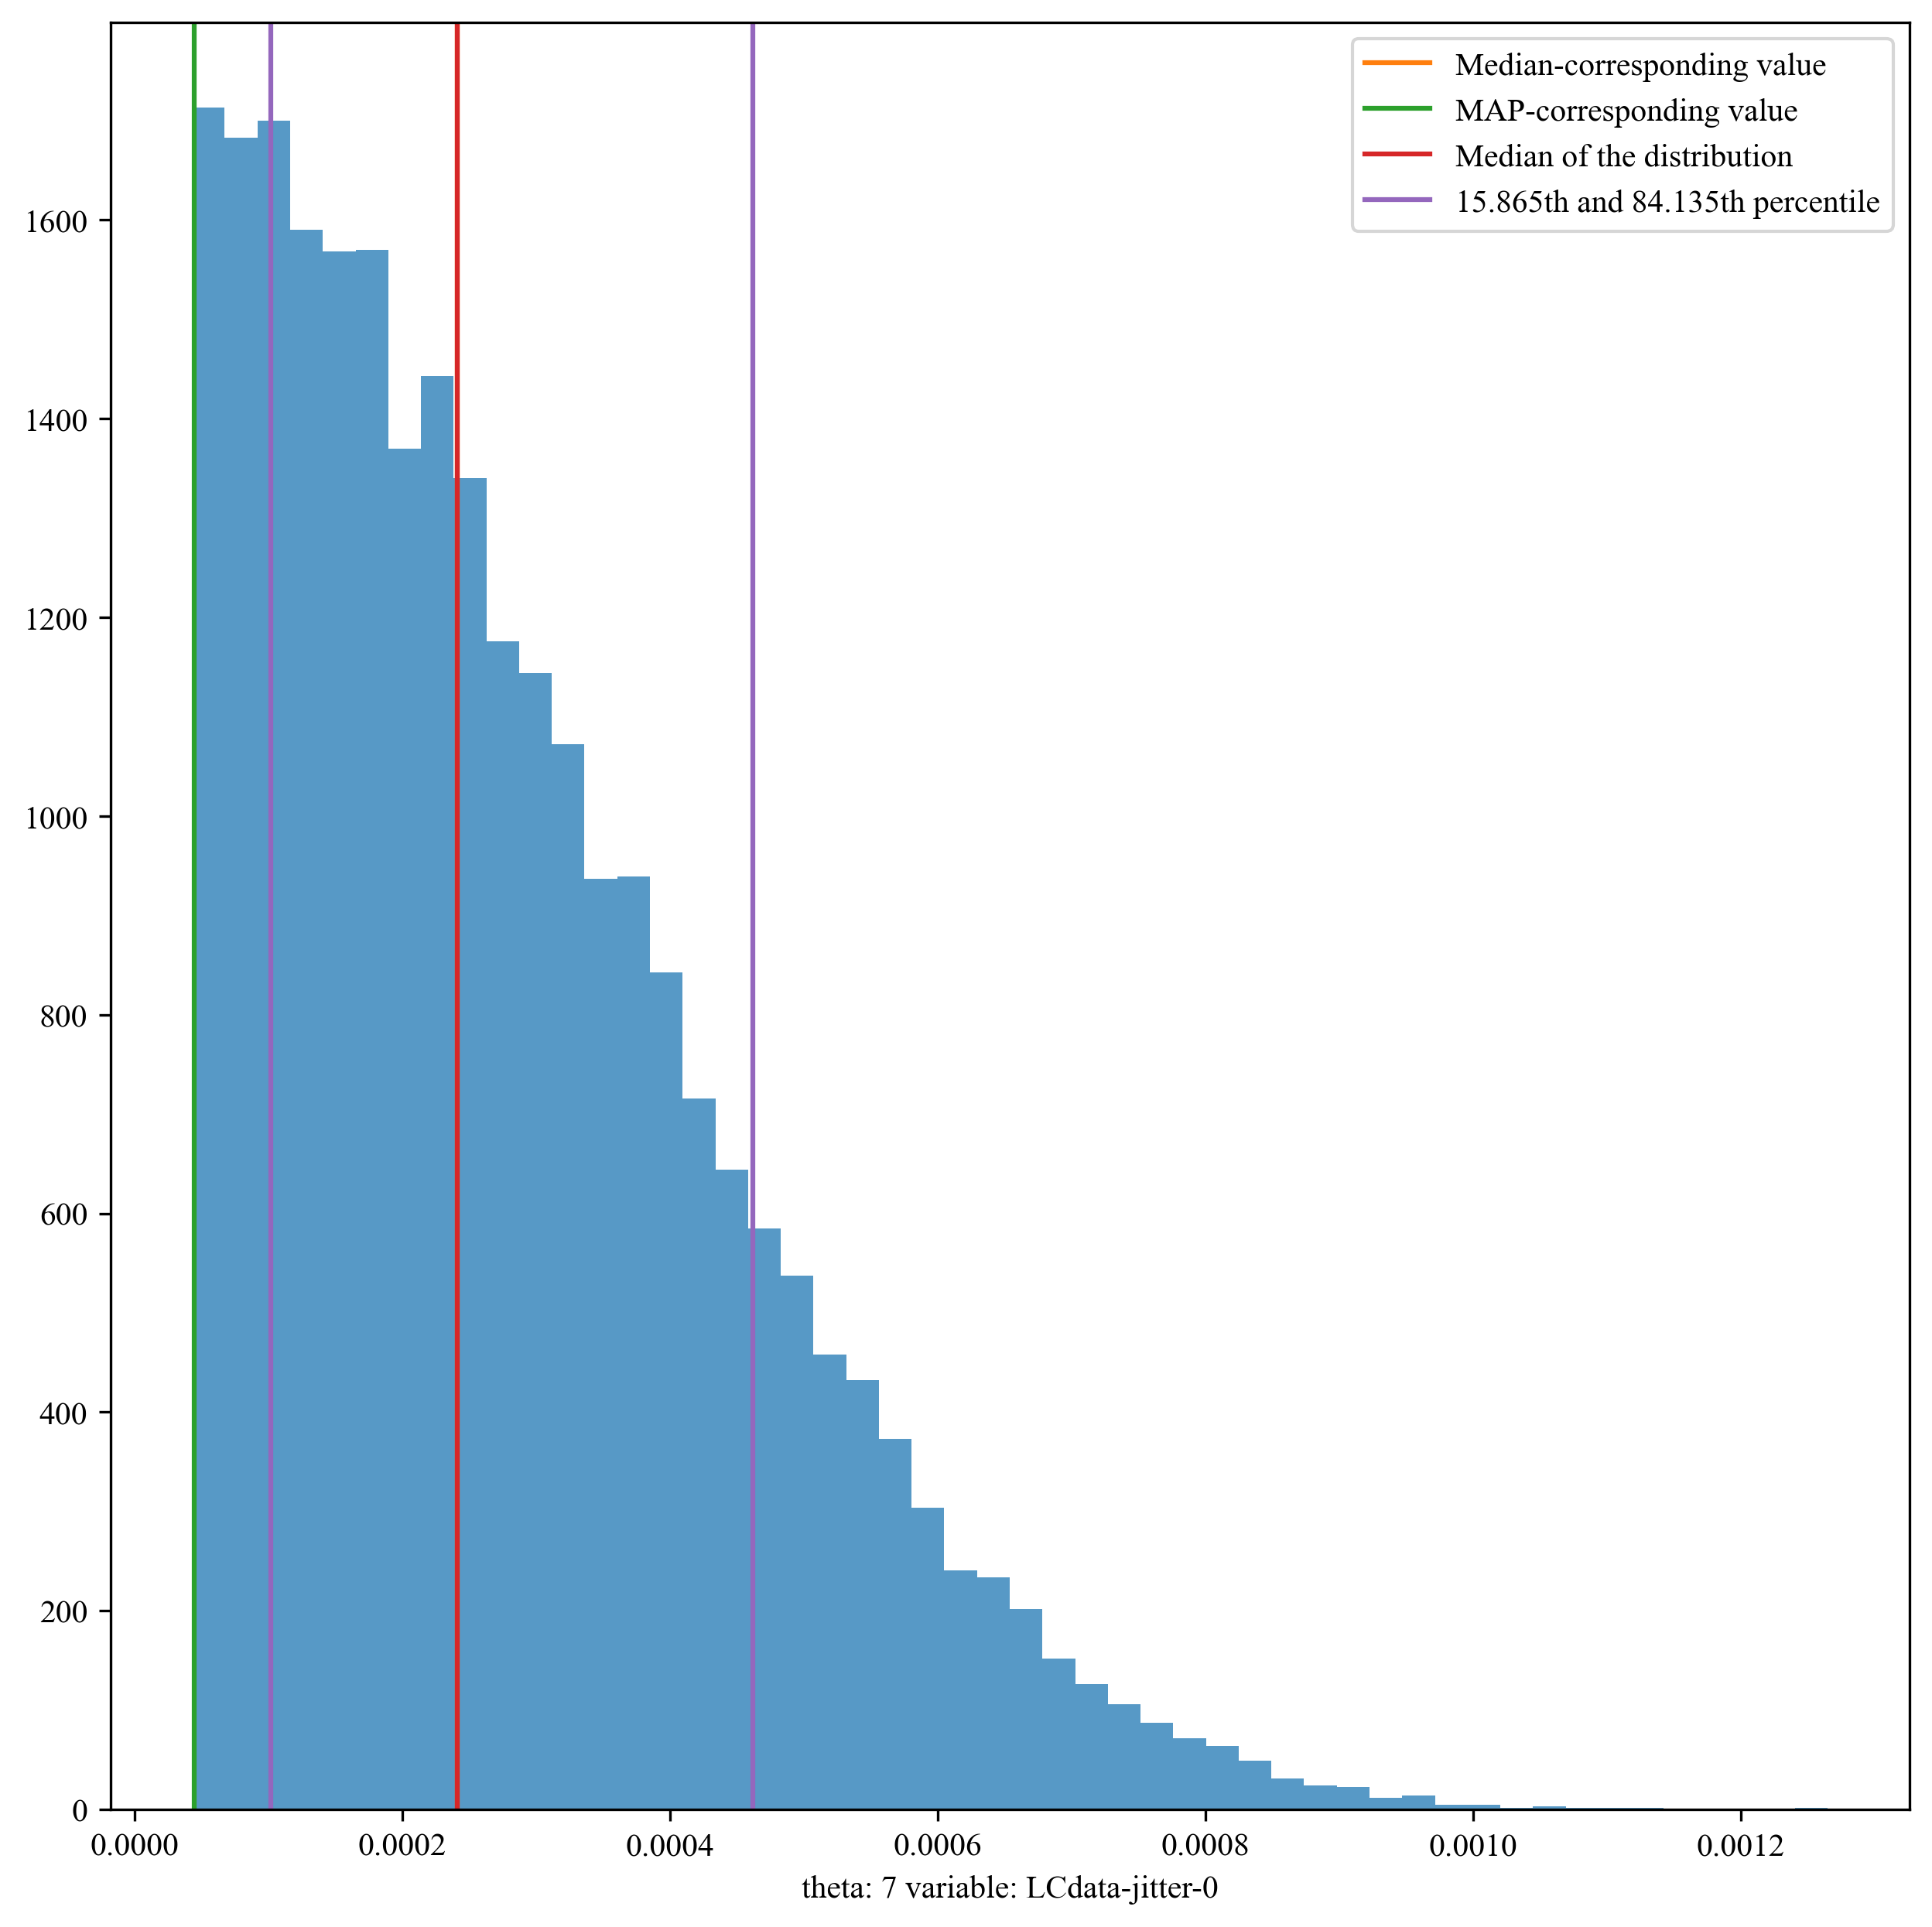 Median-corresponding value
MAP-corresponding value
Median of the distribution
15.865th and 84.135th percentile
1600
1400
1200
1000
800
600
400
200
0
0.0000 0.0002 0.0004 0.0006 0.0008 0.0010 0.0012
theta: 7 variable: LCdata-jitter-0